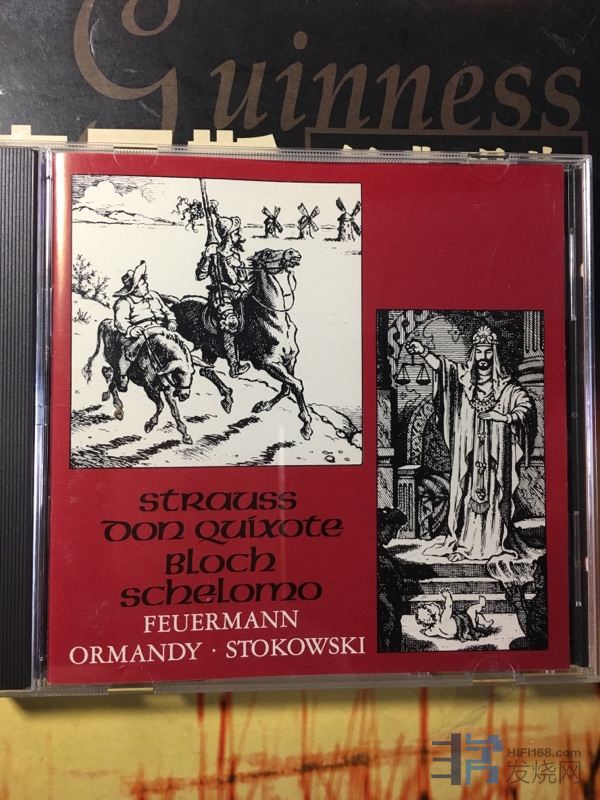 Guinness
STRAUSS
DON QUIXOTE
BLOCH
SCHELOMO
FEUERMANN
ORMANDY · STOKOWSKI
HIFI168.com
发烧网